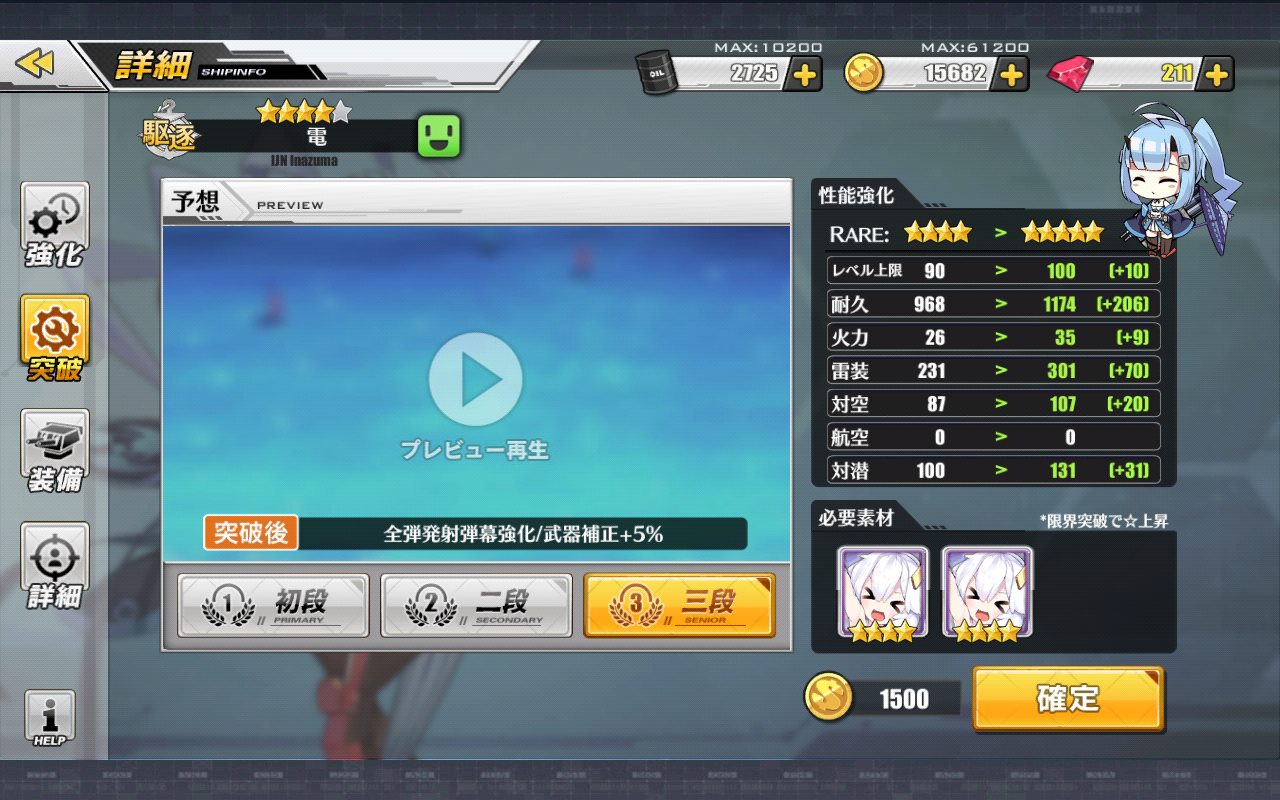 詳細
SHIPINFO
MAX:10200
OIL
2725
MAX:61200
15682
211
駆逐
電
IJN Inazuma
強化
突破
装備
詳細
HELP
予想
PREVIEW
プレビュー再生
突破後
全弾発射弾幕強化/武器補正+5%
1 初段
// PRIMARY
2 二段
// SECONDARY
3 三段
// SENIOR
性能強化
RARE: >
レベル上限 90 > 100 (+10)
耐久 968 > 1174 (+206)
火力 26 > 35 (+9)
雷装 231 > 301 (+70)
対空 87 > 107 (+20)
航空 0 > 0
対潜 100 > 131 (+31)
必要素材
*限界突破で☆上昇
1500
確定